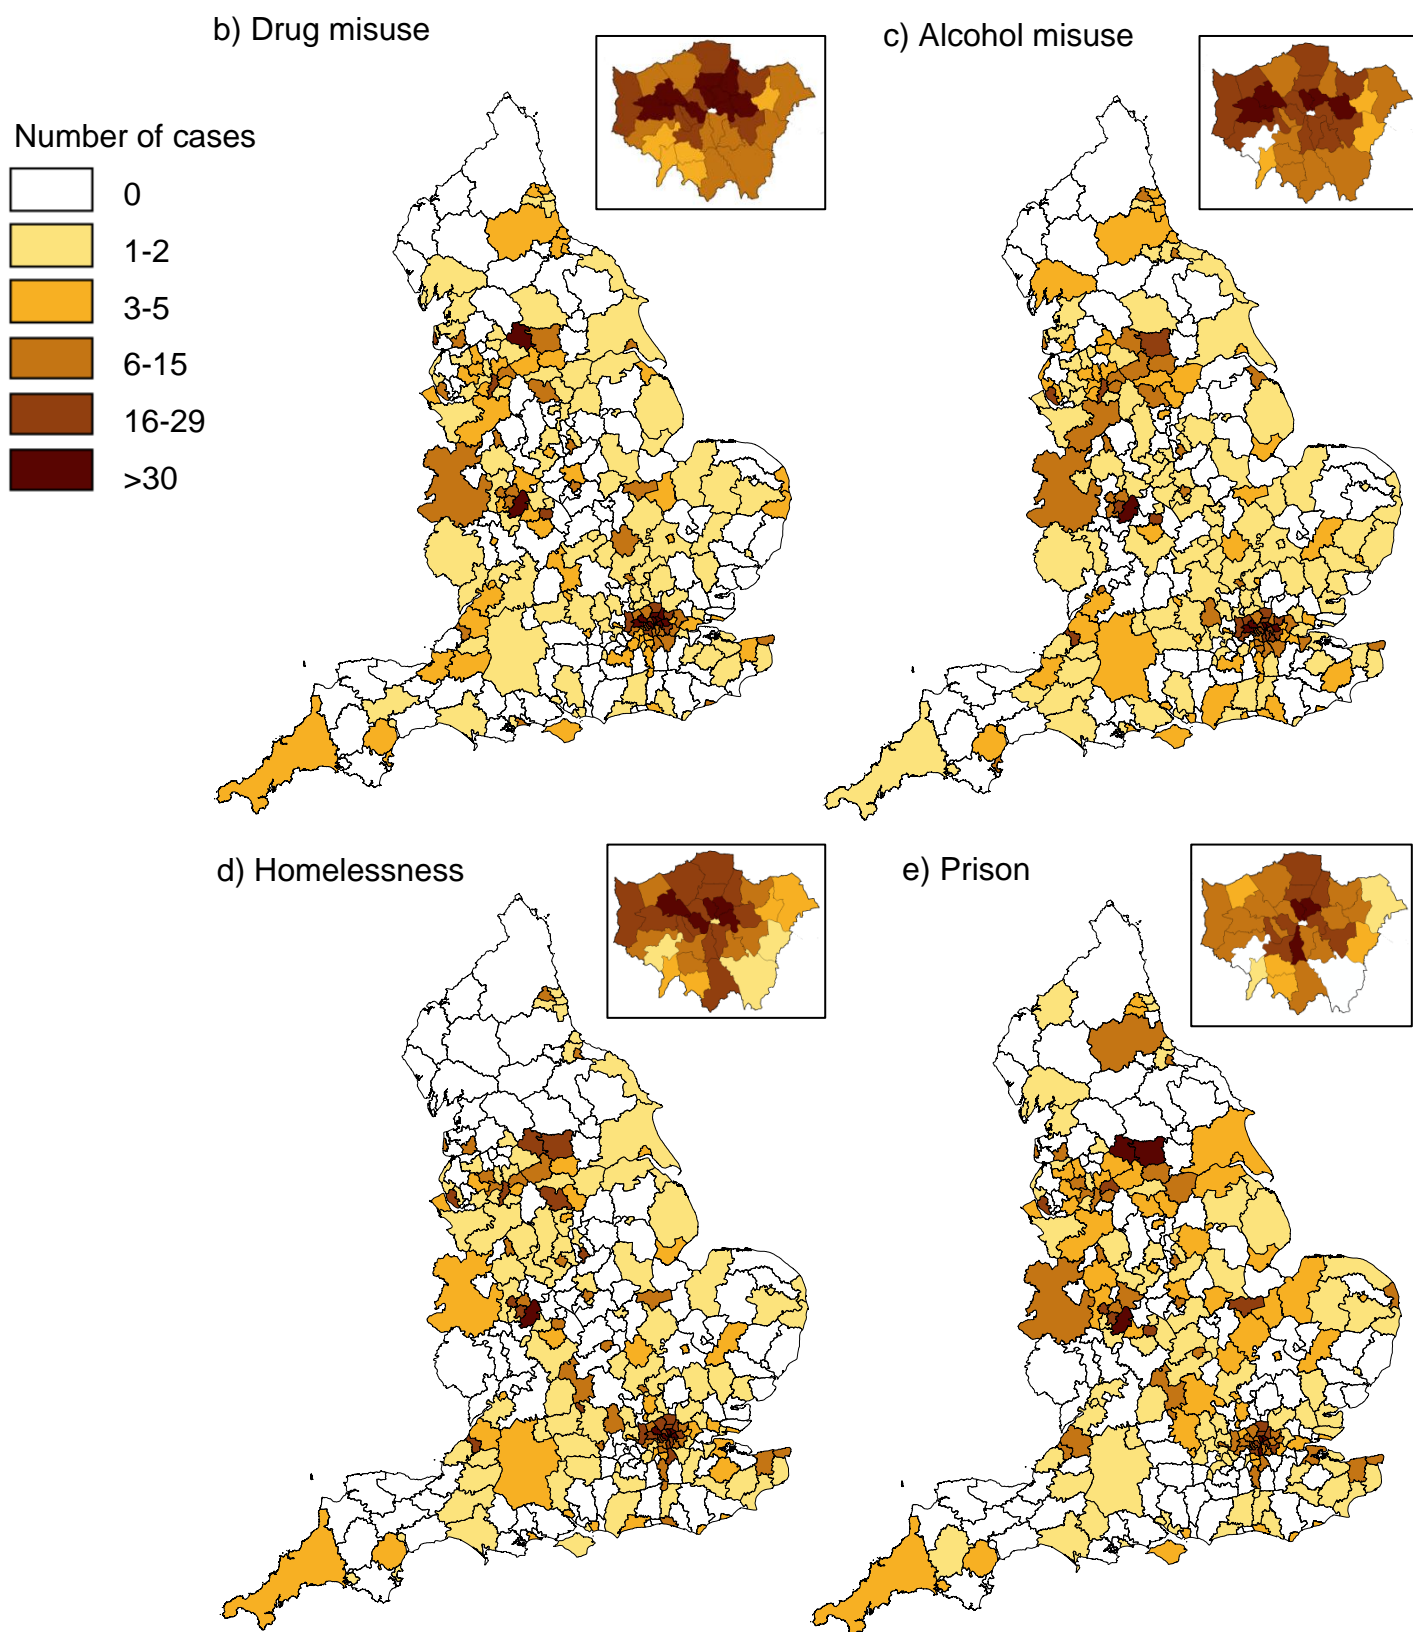 b) Drug misuse
c) Alcohol misuse
Number of cases
0
1-2
3-5
6-15
16-29
>30
d) Homelessness
e) Prison